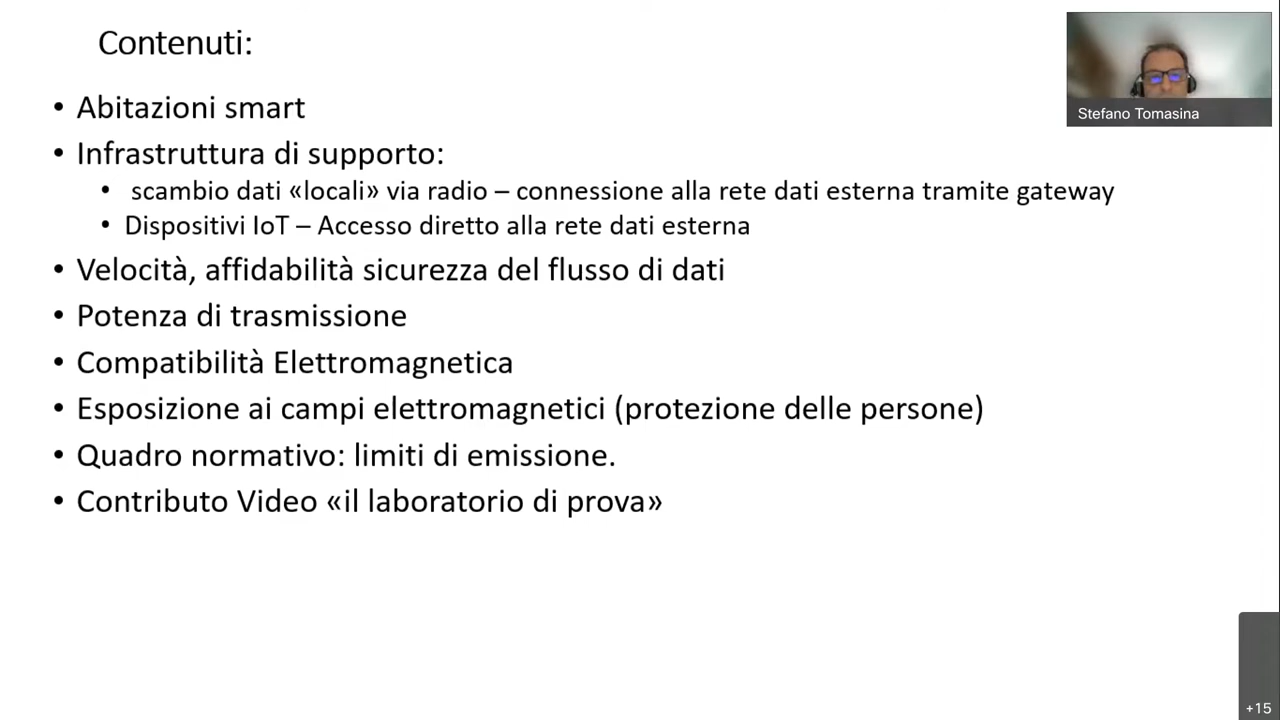 Contenuti:
Stefano Tomasina
• Abitazioni smart
• Infrastruttura di supporto:
• scambio dati «locali» via radio – connessione alla rete dati esterna tramite gateway
• Dispositivi IoT – Accesso diretto alla rete dati esterna
• Velocità, affidabilità sicurezza del flusso di dati
• Potenza di trasmissione
• Compatibilità Elettromagnetica
• Esposizione ai campi elettromagnetici (protezione delle persone)
• Quadro normativo: limiti di emissione.
• Contributo Video «il laboratorio di prova»
+15